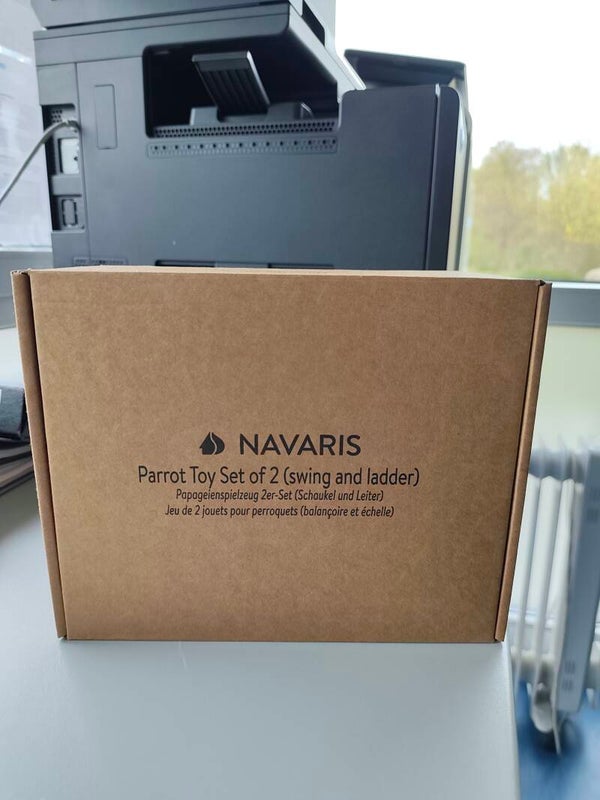 NAVARIS
Parrot Toy Set of 2 (swing and ladder)
Papageienspielzeug 2er-Set (Schaukel und Leiter)
Jeu de 2 jouets pour perroquets (balançoire et échelle)